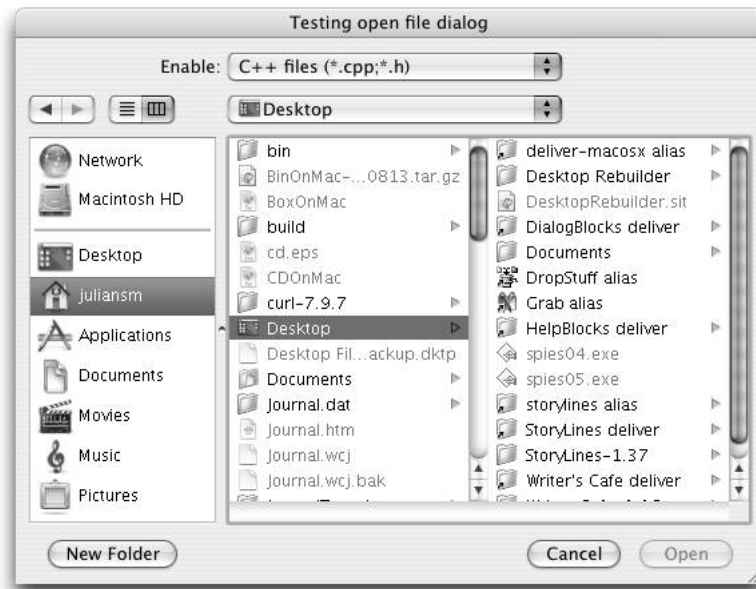 Testing open file dialog
Enable: C++ files (*.cpp;*.h)
Desktop
Network
Macintosh HD
Desktop
juliansm
Applications
Documents
Movies
Music
Pictures
bin
BinOnMac-...0813.tar.gz
BoxOnMac
build
cd.eps
CDOnMac
curl-7.9.7
Desktop
Desktop Fil...ackup.dktp
Documents
Journal.dat
Journal.htm
Journal.wcj
Journal.wcj.bak
deliver-macosx alias
Desktop Rebuilder
DesktopRebuilder.sit
DialogBlocks deliver
Documents
DropStuff alias
Grab alias
HelpBlocks deliver
spies04.exe
spies05.exe
storylines alias
StoryLines deliver
StoryLines-1.37
Writer's Cafe deliver
New Folder
Cancel
Open